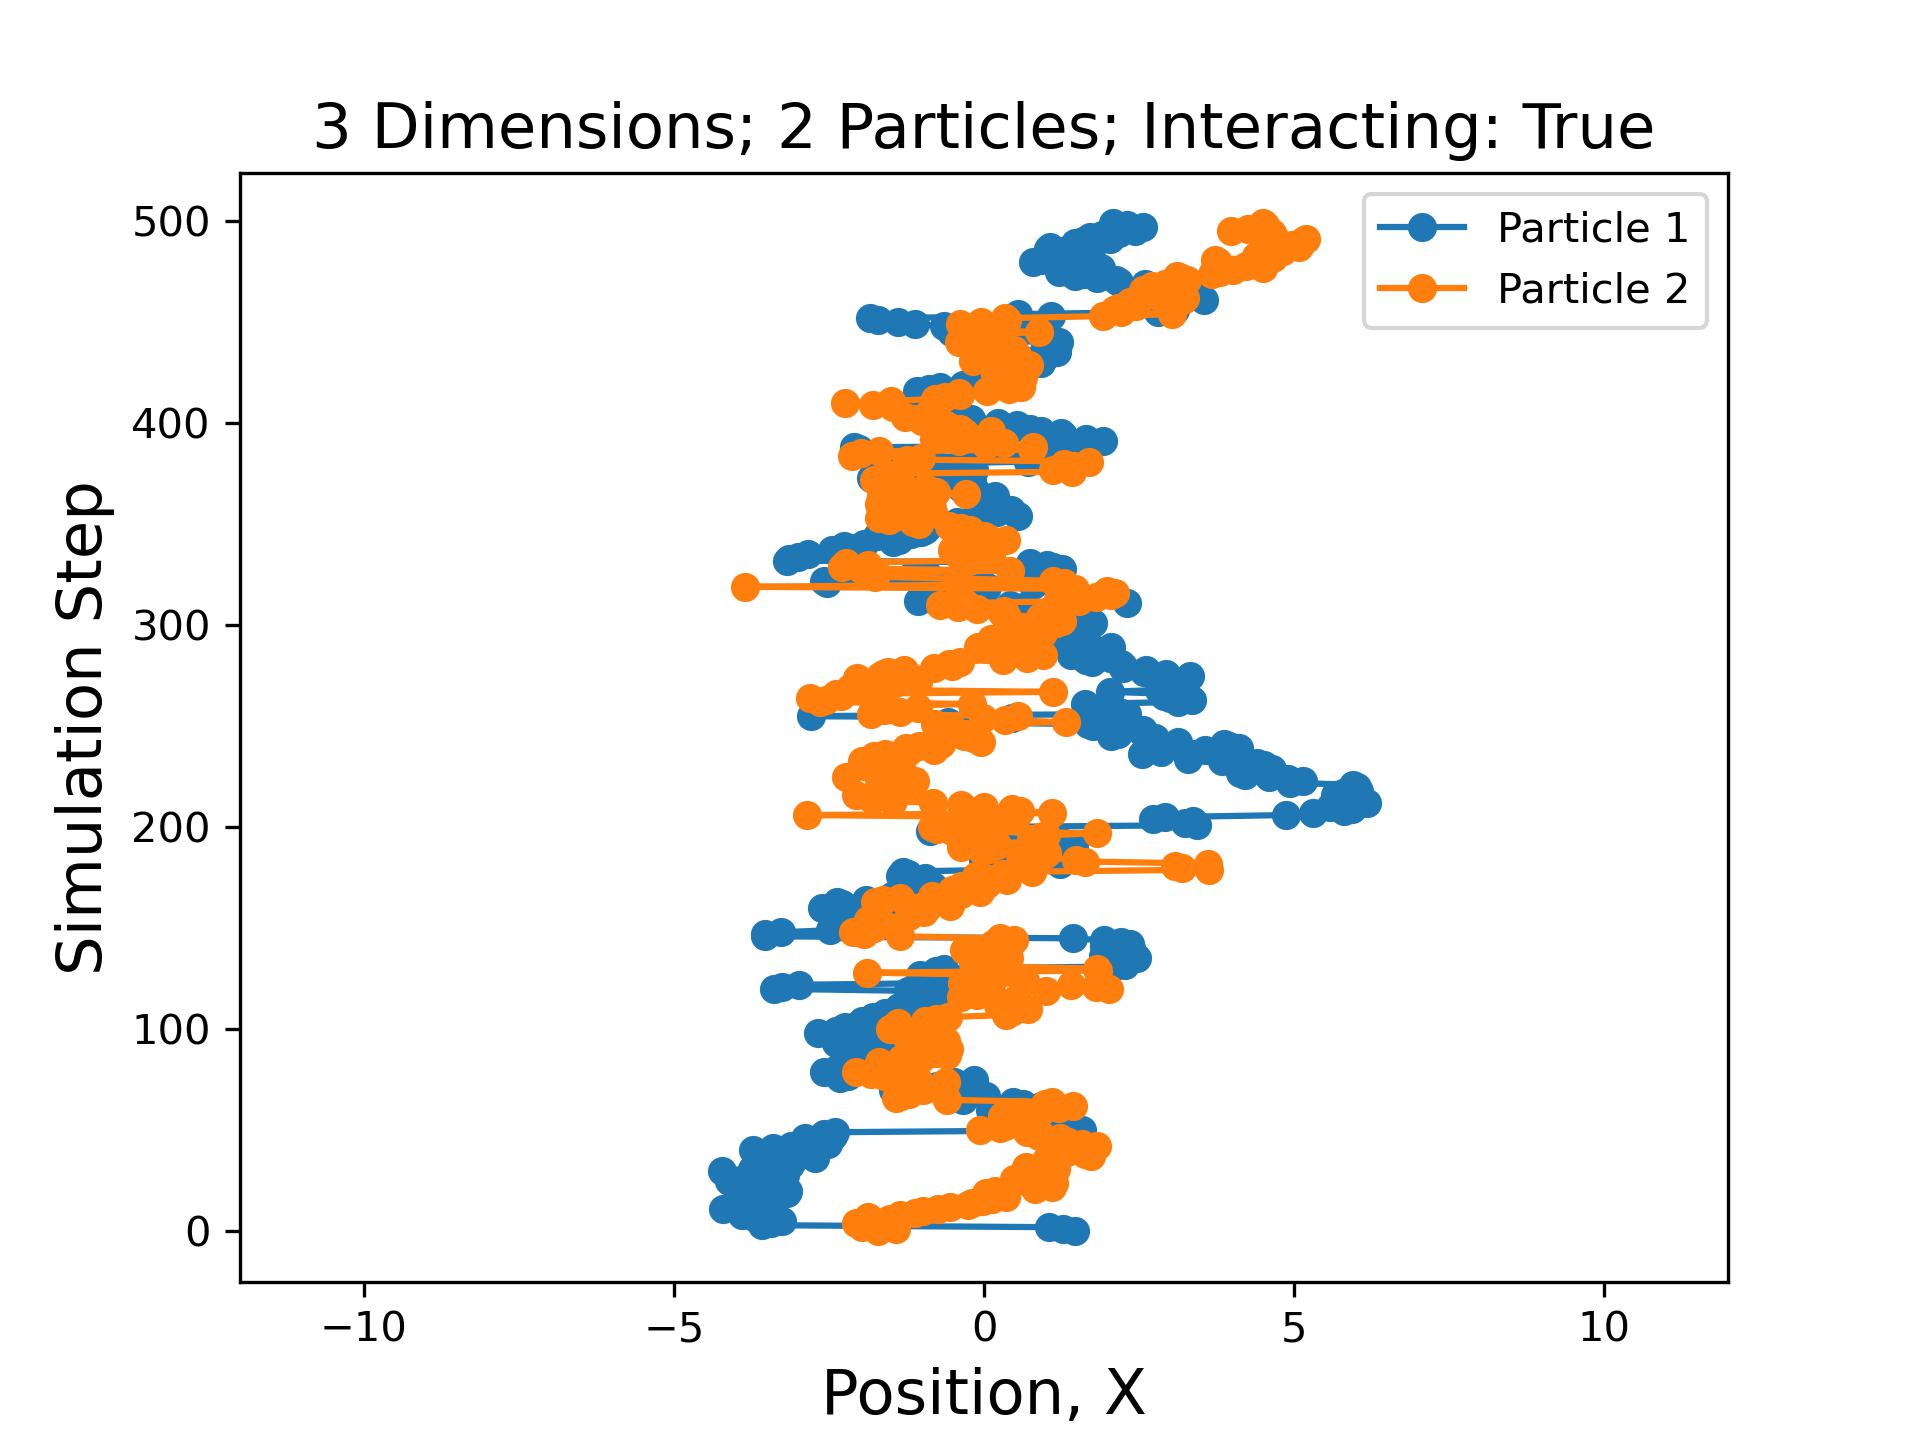 3 Dimensions; 2 Particles; Interacting: True
Particle 1
Particle 2
500
400
300
200
100
0
Simulation Step
−10
−5
0
5
10
Position, X